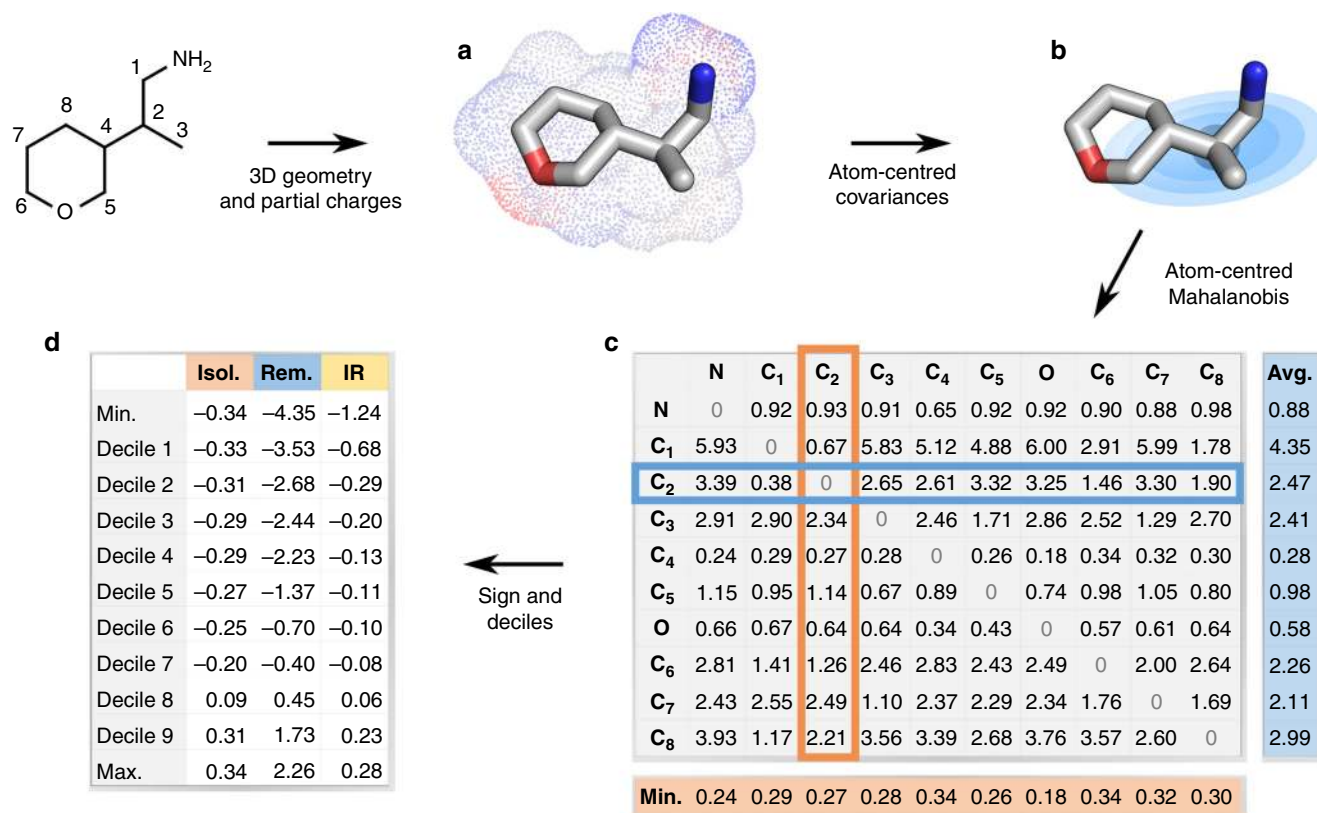 NH2
1
8
2
7
4
3
6
O
5
3D geometry
and partial charges
a
Atom-centred
covariances
b
Atom-centred
Mahalanobis
d
Isol. Rem. IR
Min. −0.34 −4.35 −1.24
Decile 1 −0.33 −3.53 −0.68
Decile 2 −0.31 −2.68 −0.29
Decile 3 −0.29 −2.44 −0.20
Decile 4 −0.29 −2.23 −0.13
Decile 5 −0.27 −1.37 −0.11
Decile 6 −0.25 −0.70 −0.10
Decile 7 −0.20 −0.40 −0.08
Decile 8 0.09 0.45 0.06
Decile 9 0.31 1.73 0.23
Max. 0.34 2.26 0.28
Sign and
deciles
c
N C1 C2 C3 C4 C5 O C6 C7 C8 Avg.
N 0 0.92 0.93 0.91 0.65 0.92 0.92 0.90 0.88 0.98 0.88
C1 5.93 0 0.67 5.83 5.12 4.88 6.00 2.91 5.99 1.78 4.35
C2 3.39 0.38 0 2.65 2.61 3.32 3.25 1.46 3.30 1.90 2.47
C3 2.91 2.90 2.34 0 2.46 1.71 2.86 2.52 1.29 2.70 2.41
C4 0.24 0.29 0.27 0.28 0 0.26 0.18 0.34 0.32 0.30 0.28
C5 1.15 0.95 1.14 0.67 0.89 0 0.74 0.98 1.05 0.80 0.98
O 0.66 0.67 0.64 0.64 0.34 0.43 0 0.57 0.61 0.64 0.58
C6 2.81 1.41 1.26 2.46 2.83 2.43 2.49 0 2.00 2.64 2.26
C7 2.43 2.55 2.49 1.10 2.37 2.29 2.34 1.76 0 1.69 2.11
C8 3.93 1.17 2.21 3.56 3.39 2.68 3.76 3.57 2.60 0 2.99
Min. 0.24 0.29 0.27 0.28 0.34 0.26 0.18 0.34 0.32 0.30